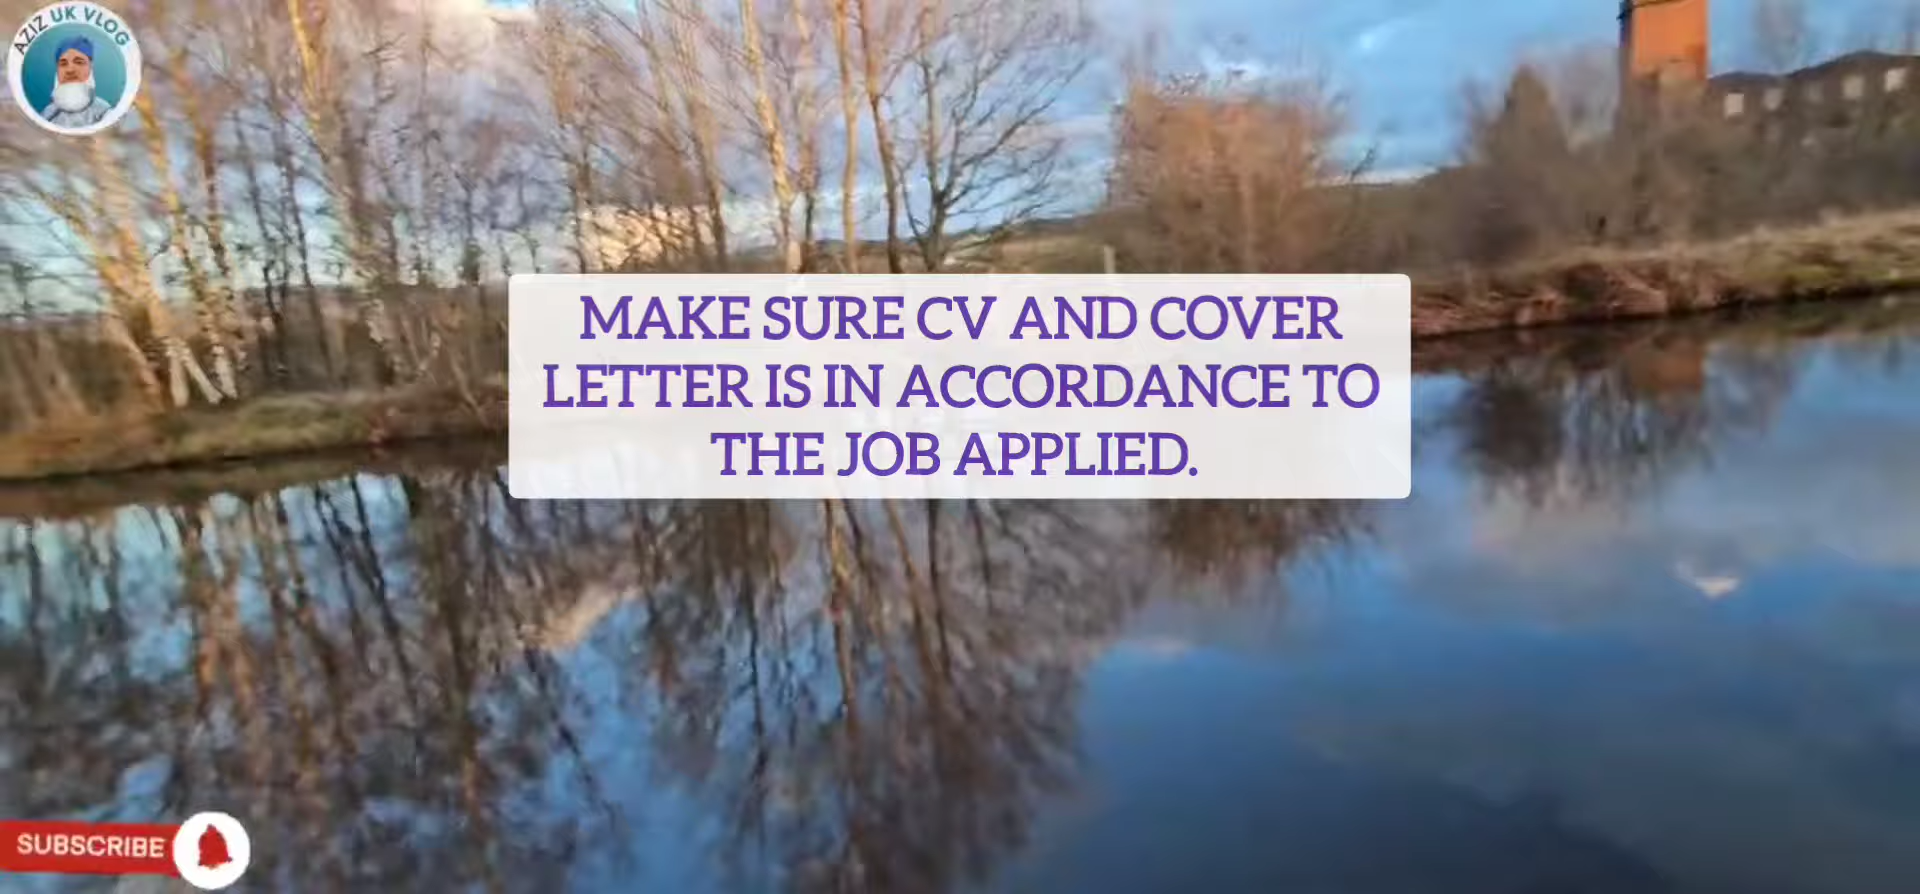 AZIZ UK VLOG
MAKE SURE CV AND COVER
LETTER IS IN ACCORDANCE TO
THE JOB APPLIED.
SUBSCRIBE